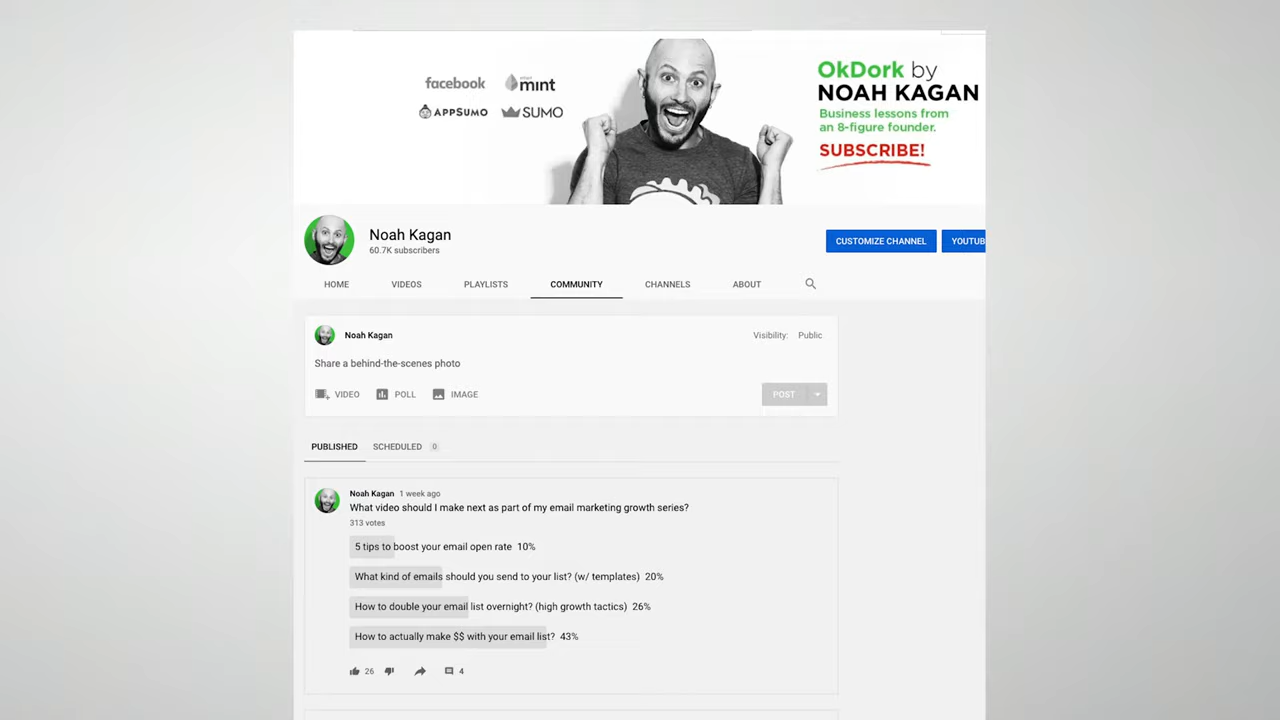 facebook mint
APPSUMO SUMO
OkDork by
NOAH KAGAN
Business lessons from
an 8-figure founder.
SUBSCRIBE!
Noah Kagan
60.7K subscribers
CUSTOMIZE CHANNEL YOUTUB
HOME VIDEOS PLAYLISTS COMMUNITY CHANNELS ABOUT
Noah Kagan Visibility: Public
Share a behind-the-scenes photo
VIDEO POLL IMAGE POST
PUBLISHED SCHEDULED 0
Noah Kagan 1 week ago
What video should I make next as part of my email marketing growth series?
313 votes
5 tips to boost your email open rate 10%
What kind of emails should you send to your list? (w/ templates) 20%
How to double your email list overnight? (high growth tactics) 26%
How to actually make $$ with your email list? 43%
26 4